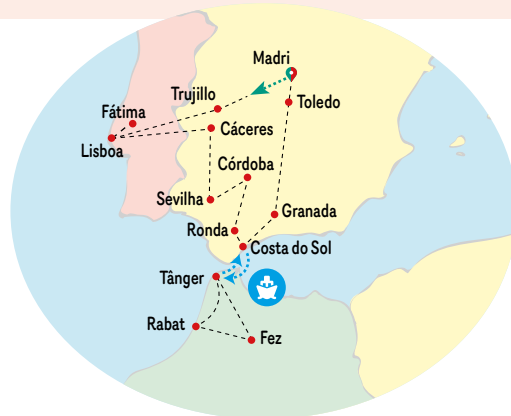 Madri
Trujillo
Toledo
Fátima
Cáceres
Lisboa
Córdoba
Sevilha
Granada
Ronda
Costa do Sol
Tânger
Rabat
Fez